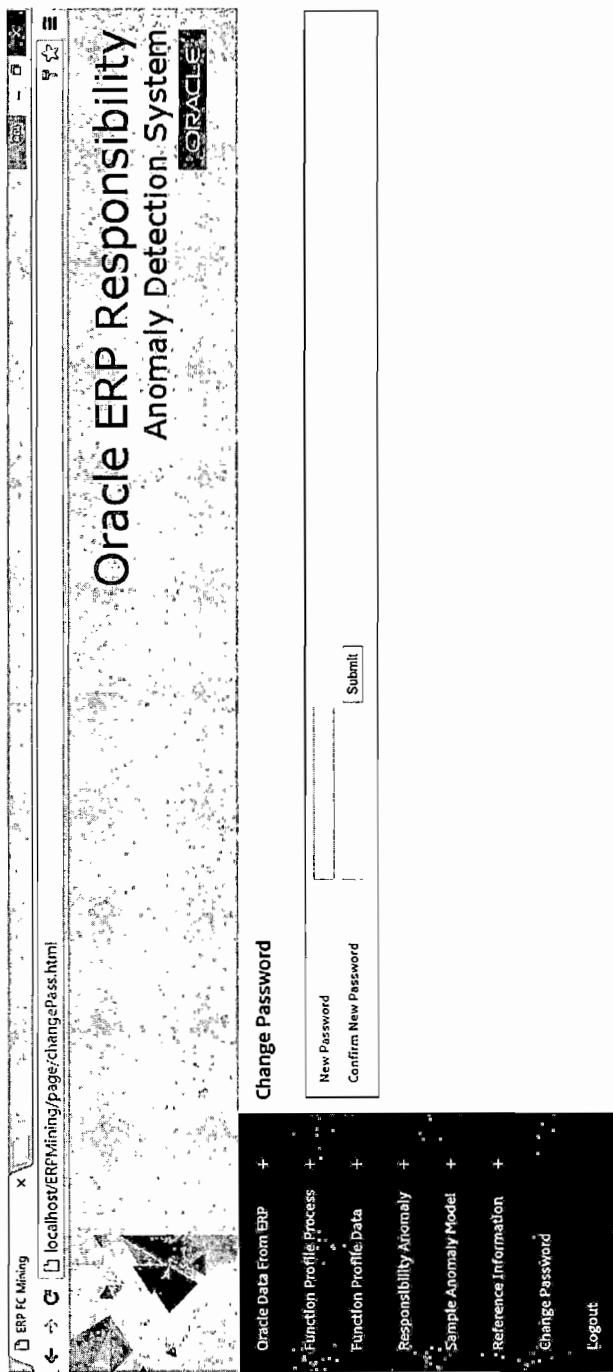 ERP FC Mining
localhost/ERPMining/page/changePass.html
Oracle ERP Responsibility
Anomaly Detection System
ORACLE
Oracle Data From ERP +
Function Profile Process +
Function Profile Data +
Responsibility Anomaly +
Sample Anomaly Model +
Reference Information +
Change Password
Logout
Change Password
New Password
Confirm New Password
Submit